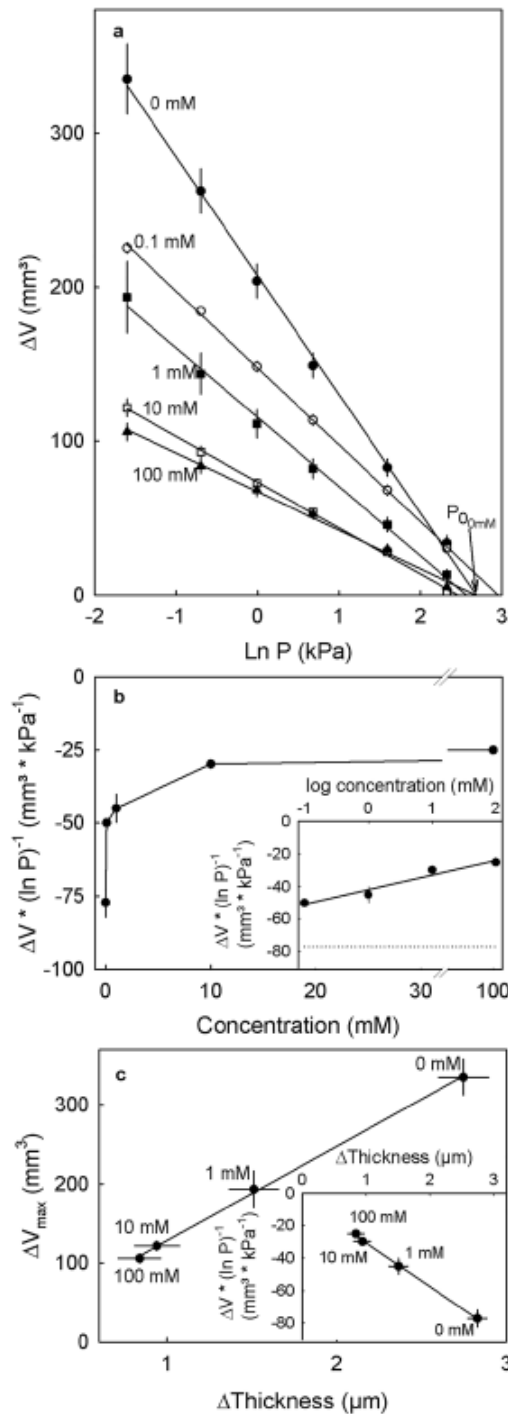 a
300
200
100
0
ΔV (mm³)
0 mM
0.1 mM
1 mM
10 mM
100 mM
P0 0mM
-2 -1 0 1 2 3
Ln P (kPa)
b
0
-25
-50
-75
-100
ΔV * (ln P)⁻¹
(mm³ * kPa⁻¹)
log concentration (mM)
-1 0 1 2
0
-20
-40
-60
-80
ΔV * (ln P)⁻¹
(mm³ * kPa⁻¹)
0 10 20 30 100
Concentration (mM)
c
300
200
100
0
ΔVmax (mm³)
0 mM
1 mM
10 mM
100 mM
ΔThickness (µm)
0 1 2 3
0
-20
-40
-60
-80
ΔV * (ln P)⁻¹
(mm³ * kPa⁻¹)
100 mM
10 mM
1 mM
0 mM
1 2 3
ΔThickness (µm)